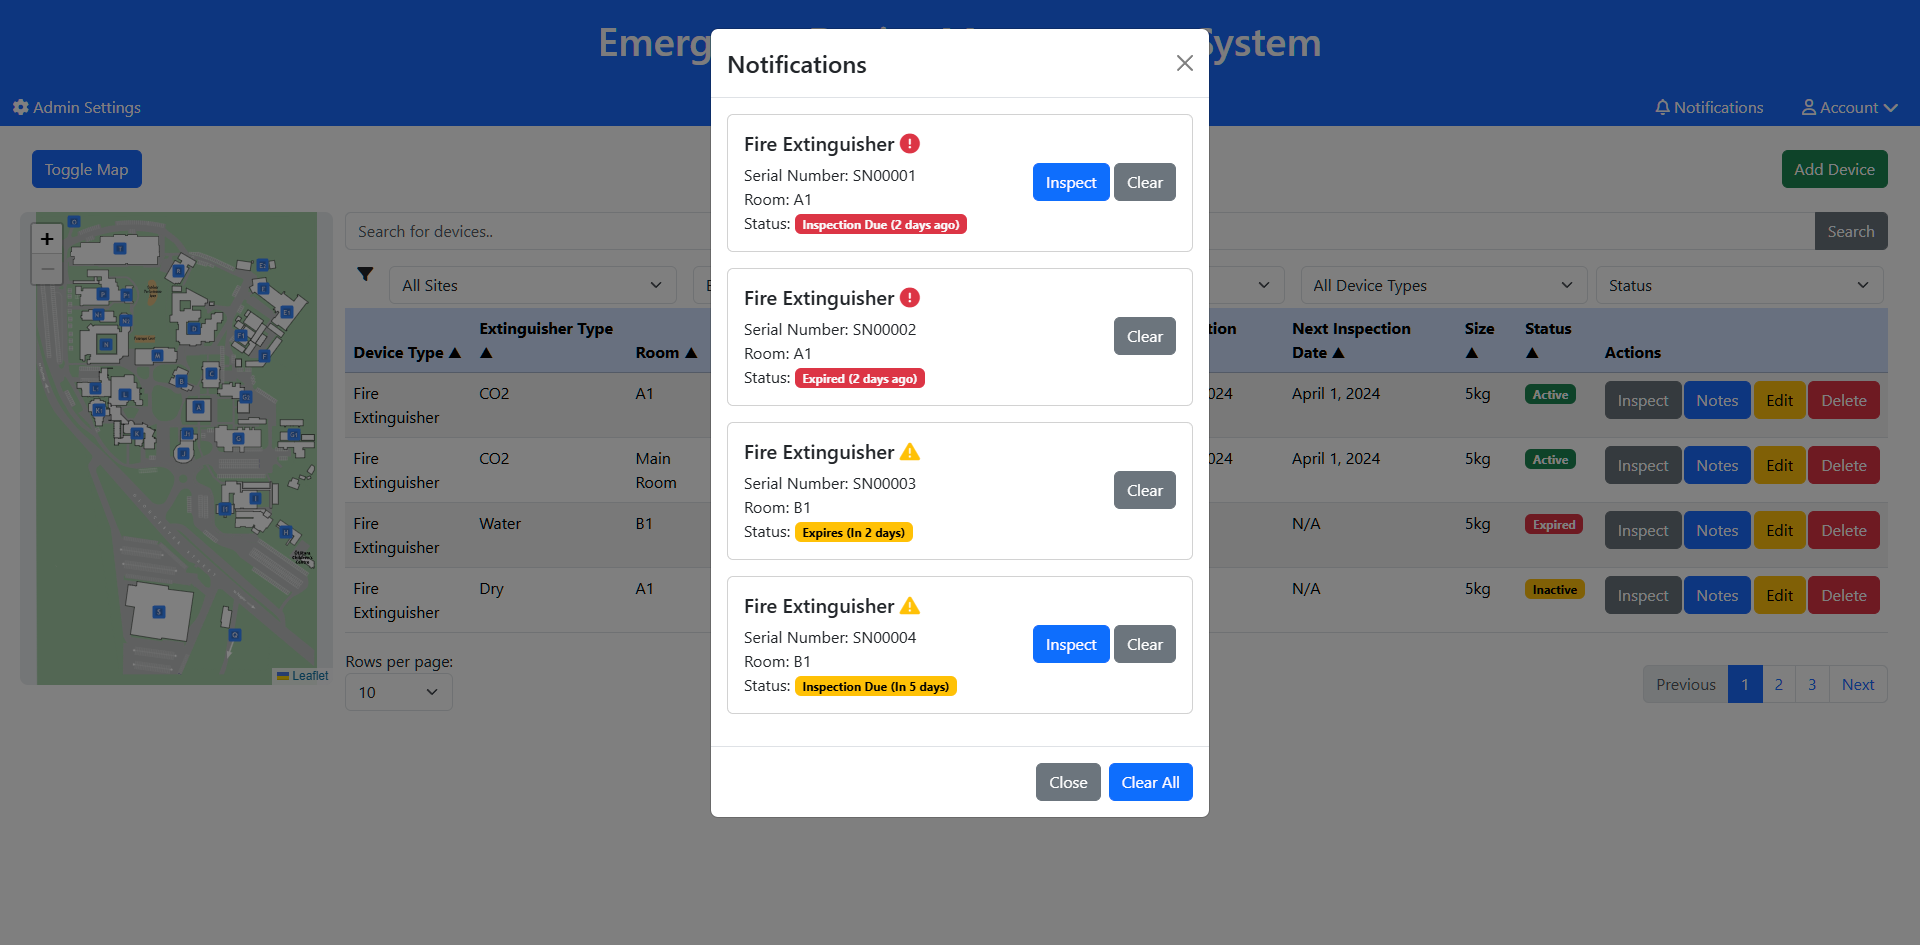 Emerg
System
Admin Settings
Notifications
Account
Toggle Map
Add Device
Search for devices..
Search
All Sites
All Device Types
Status
Device Type ▲
Extinguisher Type ▲
Room ▲
tion
Next Inspection Date ▲
Size ▲
Status ▲
Actions
Fire Extinguisher
CO2
A1
024
April 1, 2024
5kg
Active
Inspect
Notes
Edit
Delete
Fire Extinguisher
CO2
Main Room
024
April 1, 2024
5kg
Active
Inspect
Notes
Edit
Delete
Fire Extinguisher
Water
B1
N/A
5kg
Expired
Inspect
Notes
Edit
Delete
Fire Extinguisher
Dry
A1
N/A
5kg
Inactive
Inspect
Notes
Edit
Delete
+
−
Leaflet
Rows per page:
10
Previous
1
2
3
Next
Notifications
Fire Extinguisher
Serial Number: SN00001
Room: A1
Status: Inspection Due (2 days ago)
Inspect
Clear
Fire Extinguisher
Serial Number: SN00002
Room: A1
Status: Expired (2 days ago)
Clear
Fire Extinguisher
Serial Number: SN00003
Room: B1
Status: Expires (In 2 days)
Clear
Fire Extinguisher
Serial Number: SN00004
Room: B1
Status: Inspection Due (In 5 days)
Inspect
Clear
Close
Clear All